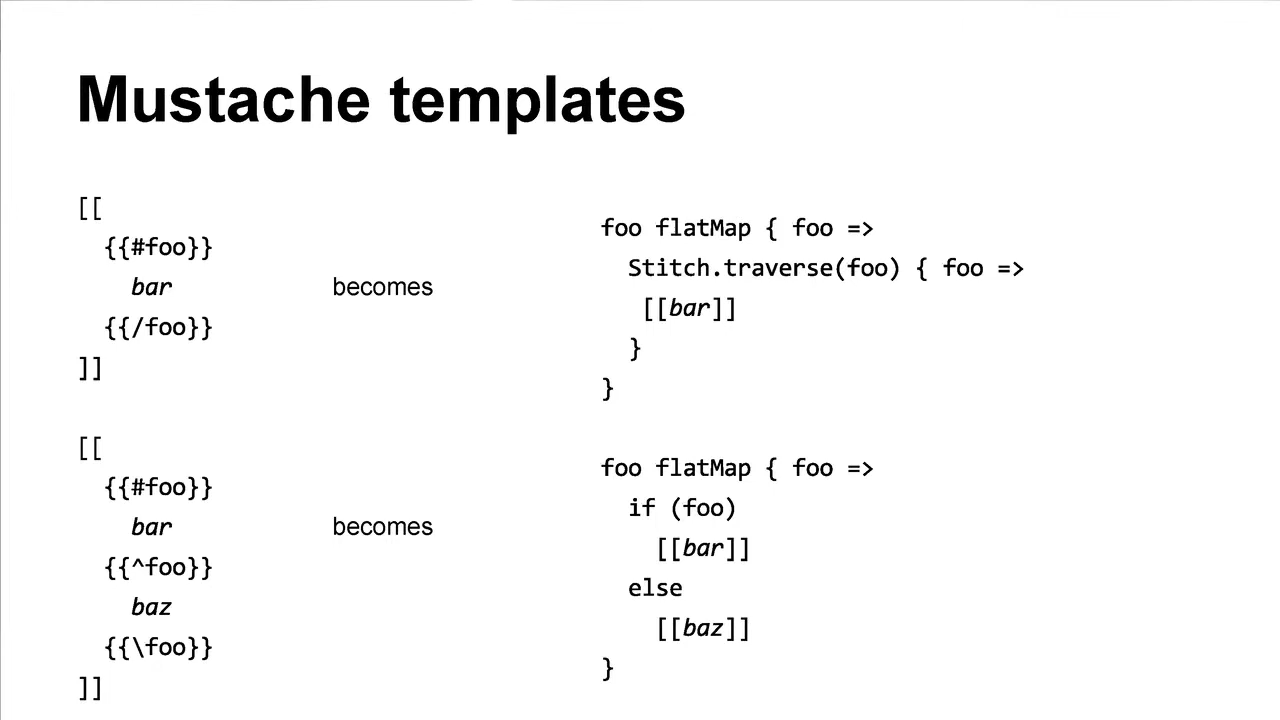 Mustache templates
[[
{{#foo}}
bar
{{/foo}}
]]
becomes
foo flatMap { foo =>
Stitch.traverse(foo) { foo =>
[[bar]]
}
}
[[
{{#foo}}
bar
{{^foo}}
baz
{{\foo}}
]]
becomes
foo flatMap { foo =>
if (foo)
[[bar]]
else
[[baz]]
}